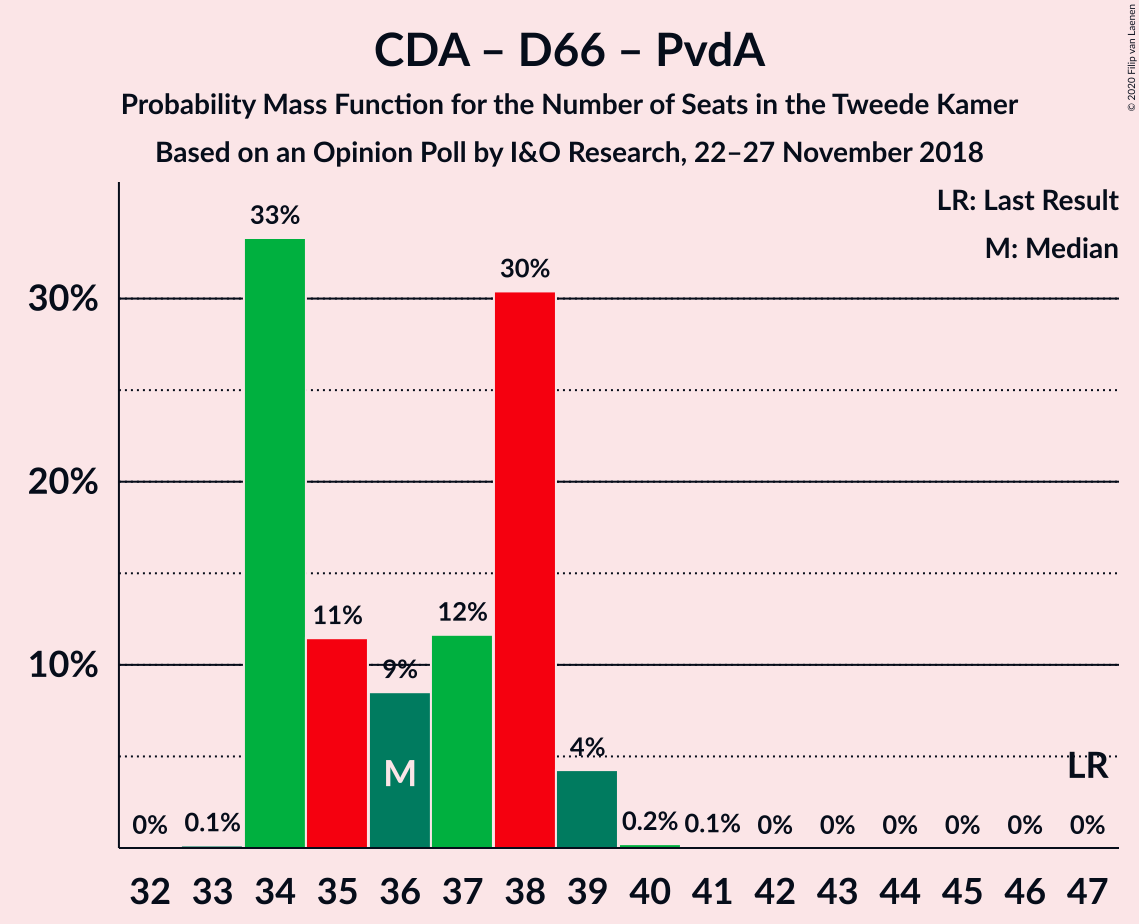 CDA – D66 – PvdA
Probability Mass Function for the Number of Seats in the Tweede Kamer
Based on an Opinion Poll by I&O Research, 22–27 November 2018
© 2020 Filip van Laenen
LR: Last Result
M: Median
30%
20%
10%
0% 0.1% 33% 11% 9% 12% 30% 4% 0.2% 0.1% 0% 0% 0% 0% 0% 0%
M
LR
32 33 34 35 36 37 38 39 40 41 42 43 44 45 46 47